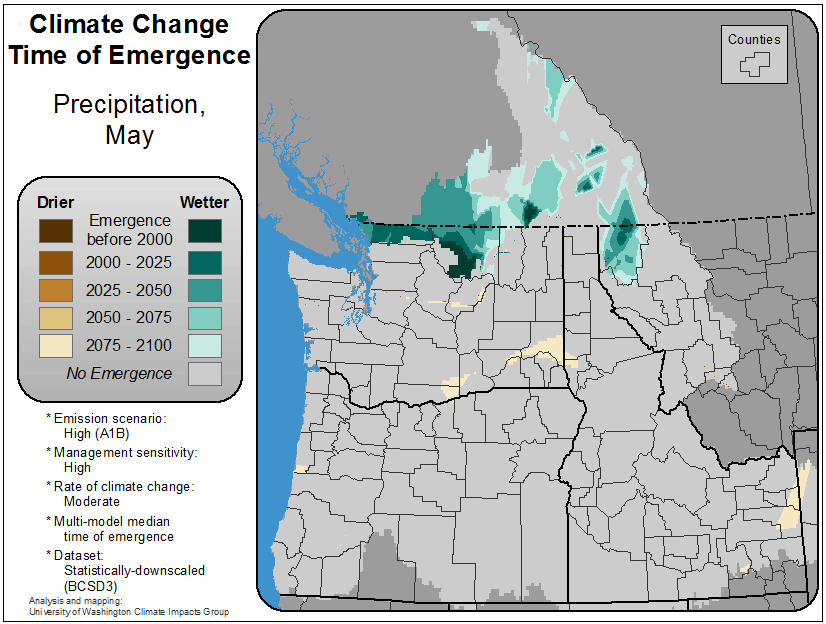 Climate Change
Time of Emergence
Precipitation,
May
Counties
Drier
Wetter
Emergence
before 2000
2000 - 2025
2025 - 2050
2050 - 2075
2075 - 2100
No Emergence
* Emission scenario:
High (A1B)
* Management sensitivity:
High
* Rate of climate change:
Moderate
* Multi-model median
time of emergence
* Dataset:
Statistically-downscaled
(BCSD3)
Analysis and mapping:
University of Washington Climate Impacts Group